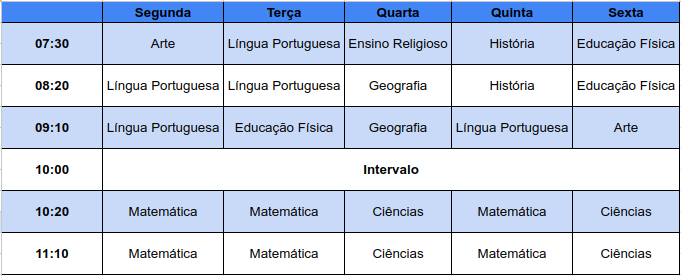 Segunda Terça Quarta Quinta Sexta
07:30 Arte Língua Portuguesa Ensino Religioso História Educação Física
08:20 Língua Portuguesa Língua Portuguesa Geografia História Educação Física
09:10 Língua Portuguesa Educação Física Geografia Língua Portuguesa Arte
10:00 Intervalo
10:20 Matemática Matemática Ciências Matemática Ciências
11:10 Matemática Matemática Ciências Matemática Ciências